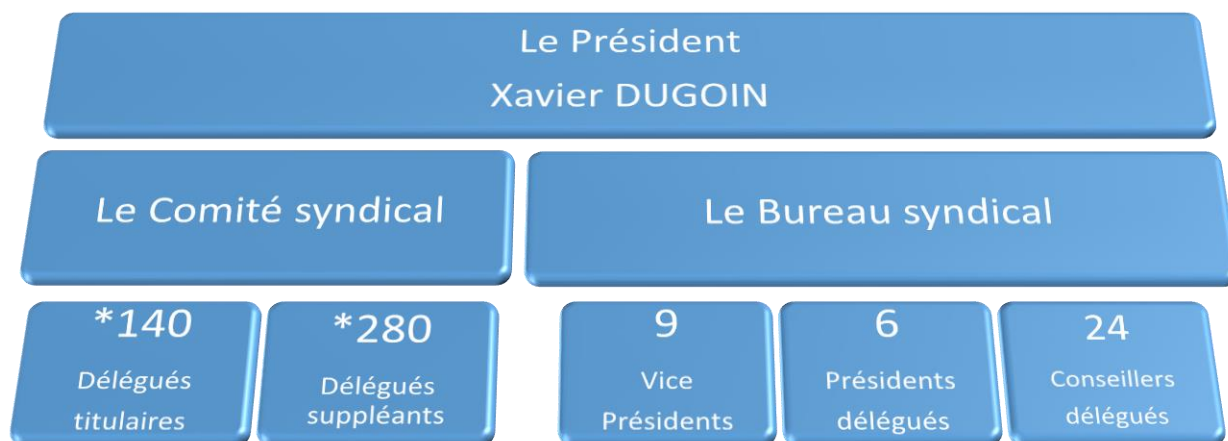 Le Président
Xavier DUGOIN
Le Comité syndical
Le Bureau syndical
*140
Délégués
titulaires
*280
Délégués
suppléants
9
Vice
Présidents
6
Présidents
délégués
24
Conseillers
délégués